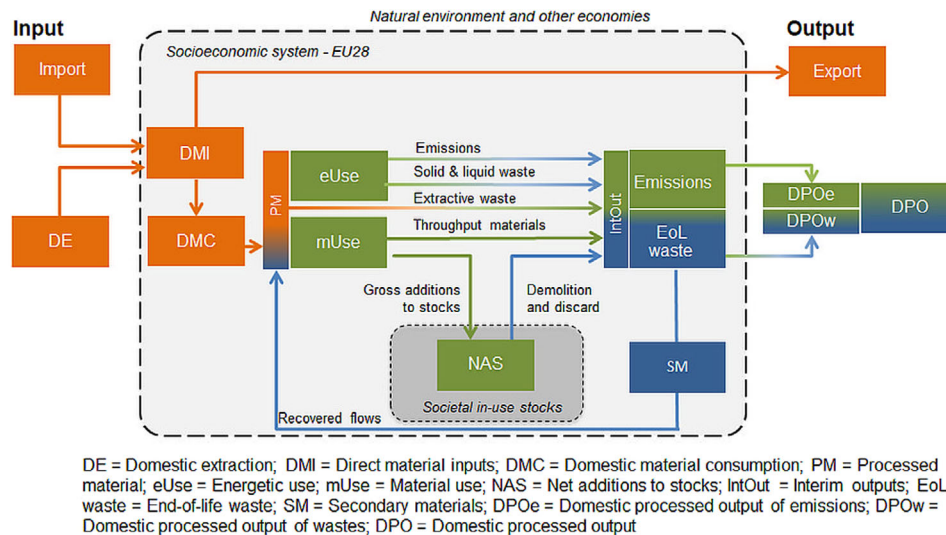 Natural environment and other economies
Input
Output
Socioeconomic system - EU28
Import
Export
DMI
Emissions
eUse
Solid & liquid waste
Emissions
PM
Extractive waste
IntOut
DPOe
DPO
DE
DMC
mUse
Throughput materials
EoL
waste
DPOw
Gross additions
to stocks
Demolition
and discard
NAS
SM
Societal in-use stocks
Recovered flows
DE = Domestic extraction; DMI = Direct material inputs; DMC = Domestic material consumption; PM = Processed
material; eUse = Energetic use; mUse = Material use; NAS = Net additions to stocks; IntOut = Interim outputs; EoL
waste = End-of-life waste; SM = Secondary materials; DPOe = Domestic processed output of emissions; DPOw =
Domestic processed output of wastes; DPO = Domestic processed output